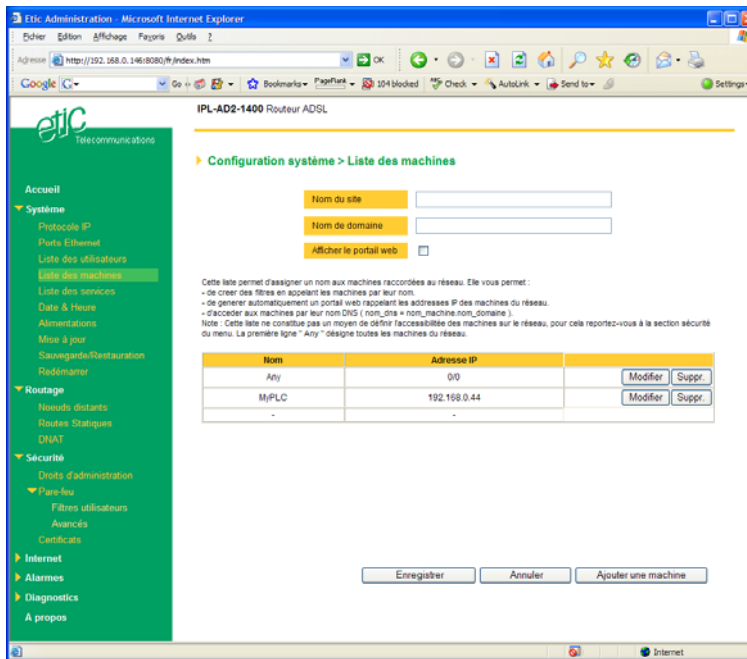 Etic Administration - Microsoft Internet Explorer
Fichier Edition Affichage Favoris Outils ?
Adresse http://192.168.0.146:8080/fr/index.htm OK
Google G Go Bookmarks PageRank 104 blocked Check AutoLink Send to Settings
etic Telecommunications
IPL-AD2-1400 Routeur ADSL
Configuration système > Liste des machines
Accueil
Système
Protocole IP
Ports Ethernet
Liste des utilisateurs
Liste des machines
Liste des services
Date & Heure
Alimentations
Mise à jour
Sauvegarde/Restauration
Redémarrer
Routage
Noeuds distants
Routes Statiques
DNAT
Sécurité
Droits d'administration
Pare-feu
Filtres utilisateurs
Avancés
Certificats
Internet
Alarmes
Diagnostics
A propos
Nom du site
Nom de domaine
Afficher le portail web
Cette liste permet d'assigner un nom aux machines raccordées au réseau. Elle vous permet :
- de creer des filtres en appelant les machines par leur nom.
- de generer automatiquement un portail web rappelant les addresses IP des machines du réseau.
- d'acceder aux machines par leur nom DNS ( nom_dns = nom_machine.nom_domaine ).
Note : Cette liste ne constitue pas un moyen de définir l'accessibilitée des machines sur le réseau, pour cela reportez-vous à la section sécurité
du menu. La première ligne " Any " désigne toutes les machines du réseau.
Nom Adresse IP
Any 0/0 Modifier Suppr.
MyPLC 192.168.0.44 Modifier Suppr.
- -
Enregistrer Annuler Ajouter une machine
Internet